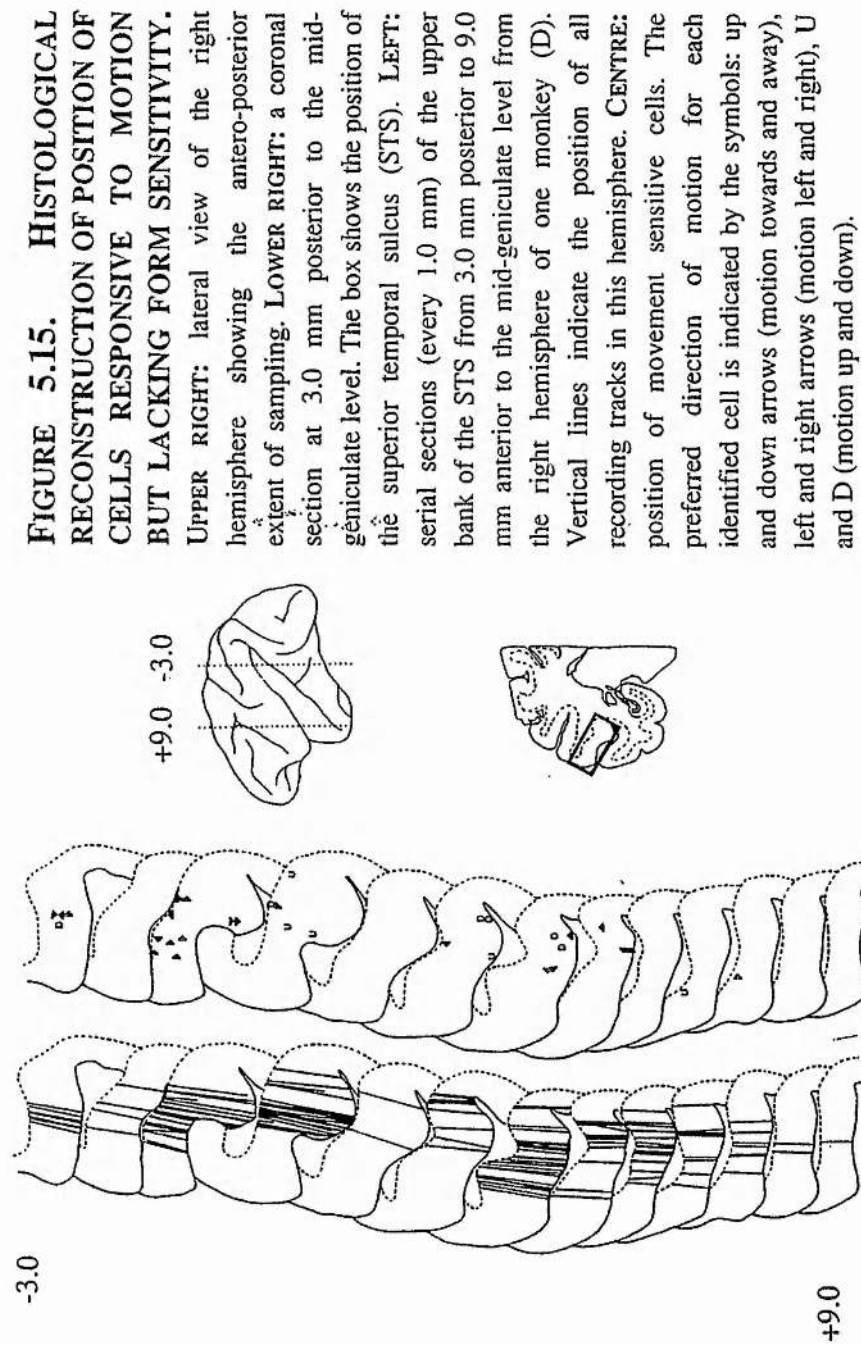 FIGURE 5.15. HISTOLOGICAL
RECONSTRUCTION OF POSITION OF
CELLS RESPONSIVE TO MOTION
BUT LACKING FORM SENSITIVITY.
UPPER RIGHT: lateral view of the right
hemisphere showing the antero-posterior
extent of sampling. LOWER RIGHT: a coronal
section at 3.0 mm posterior to the mid-
geniculate level. The box shows the position of
the superior temporal sulcus (STS). LEFT:
serial sections (every 1.0 mm) of the upper
bank of the STS from 3.0 mm posterior to 9.0
mm anterior to the mid-geniculate level from
the right hemisphere of one monkey (D).
Vertical lines indicate the position of all
recording tracks in this hemisphere. CENTRE:
position of movement sensitive cells. The
preferred direction of motion for each
identified cell is indicated by the symbols: up
and down arrows (motion towards and away),
left and right arrows (motion left and right), U
and D (motion up and down).
+9.0 -3.0
-3.0
+9.0